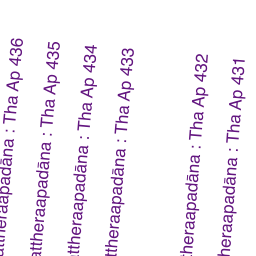 ttheraapadāna : Tha Ap 436
attheraapadāna : Tha Ap 435
ttheraapadāna : Tha Ap 434
ttheraapadāna : Tha Ap 433
theraapadāna : Tha Ap 432
heraapadāna : Tha Ap 431